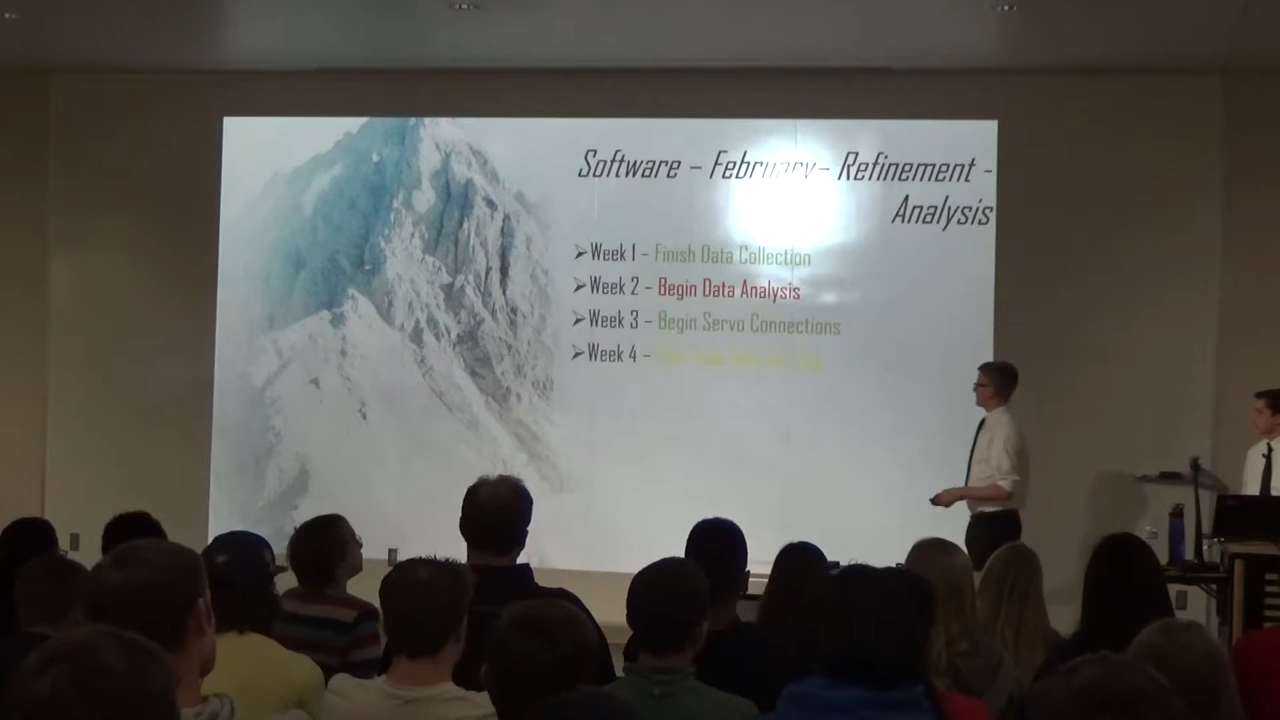 Software – February – Refinement -
Analysis
➢Week 1 – Finish Data Collection
➢Week 2 – Begin Data Analysis
➢Week 3 – Begin Servo Connections
➢Week 4 –